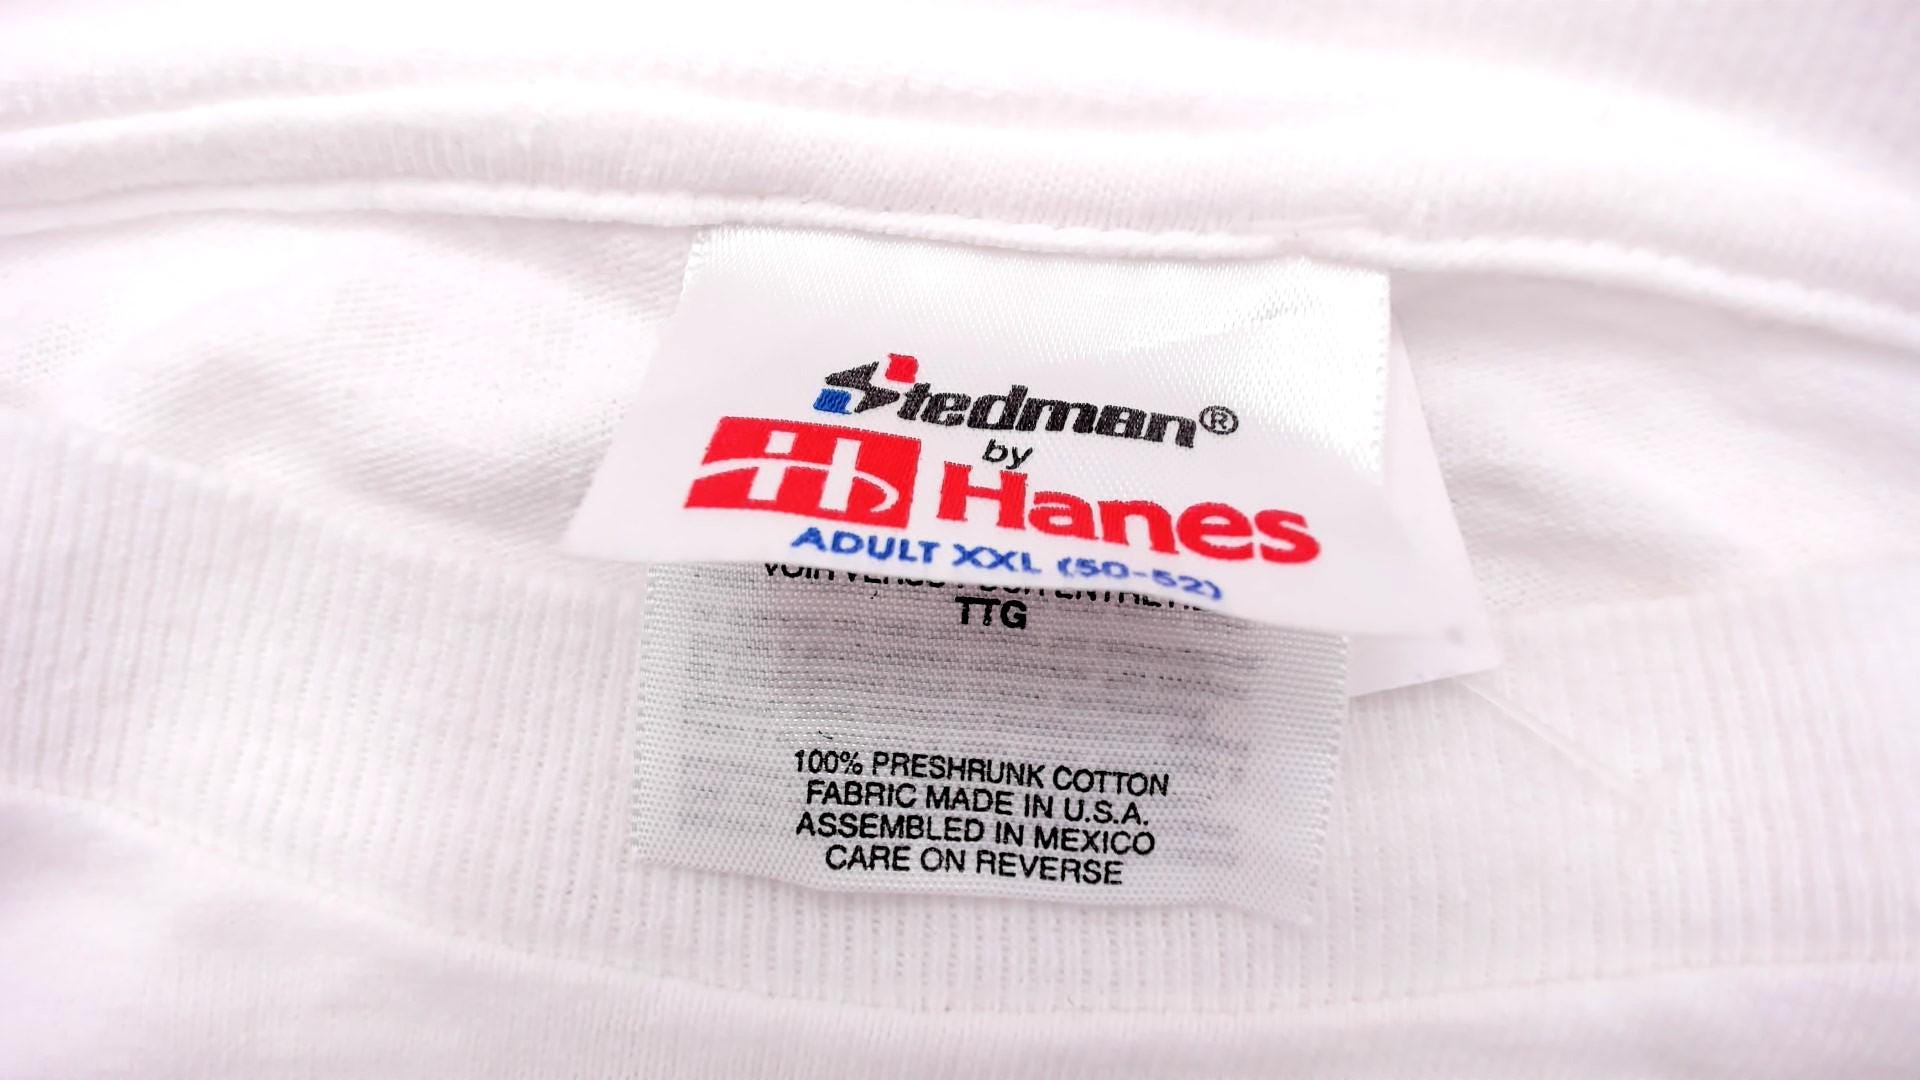 Stedman®
by
H Hanes
ADULT XXL (50-52)
TTG
100% PRESHRUNK COTTON
FABRIC MADE IN U.S.A.
ASSEMBLED IN MEXICO
CARE ON REVERSE